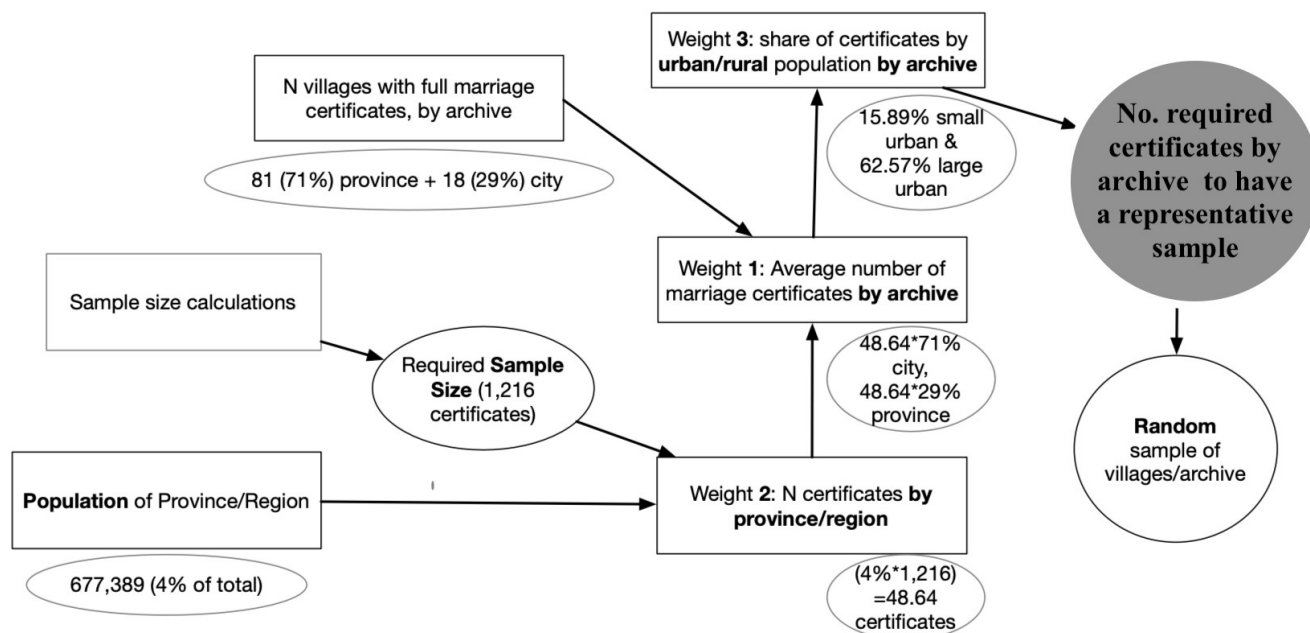 Weight 3: share of certificates by
urban/rural population by archive
N villages with full marriage
certificates, by archive
15.89% small
urban &
62.57% large
urban
No. required
certificates by
archive to have
a representative
sample
81 (71%) province + 18 (29%) city
Weight 1: Average number of
marriage certificates by archive
Sample size calculations
48.64*71%
city,
48.64*29%
province
Required Sample
Size (1,216
certificates)
Random
sample of
villages/archive
Population of Province/Region
Weight 2: N certificates by
province/region
677,389 (4% of total)
(4%*1,216)
=48.64
certificates